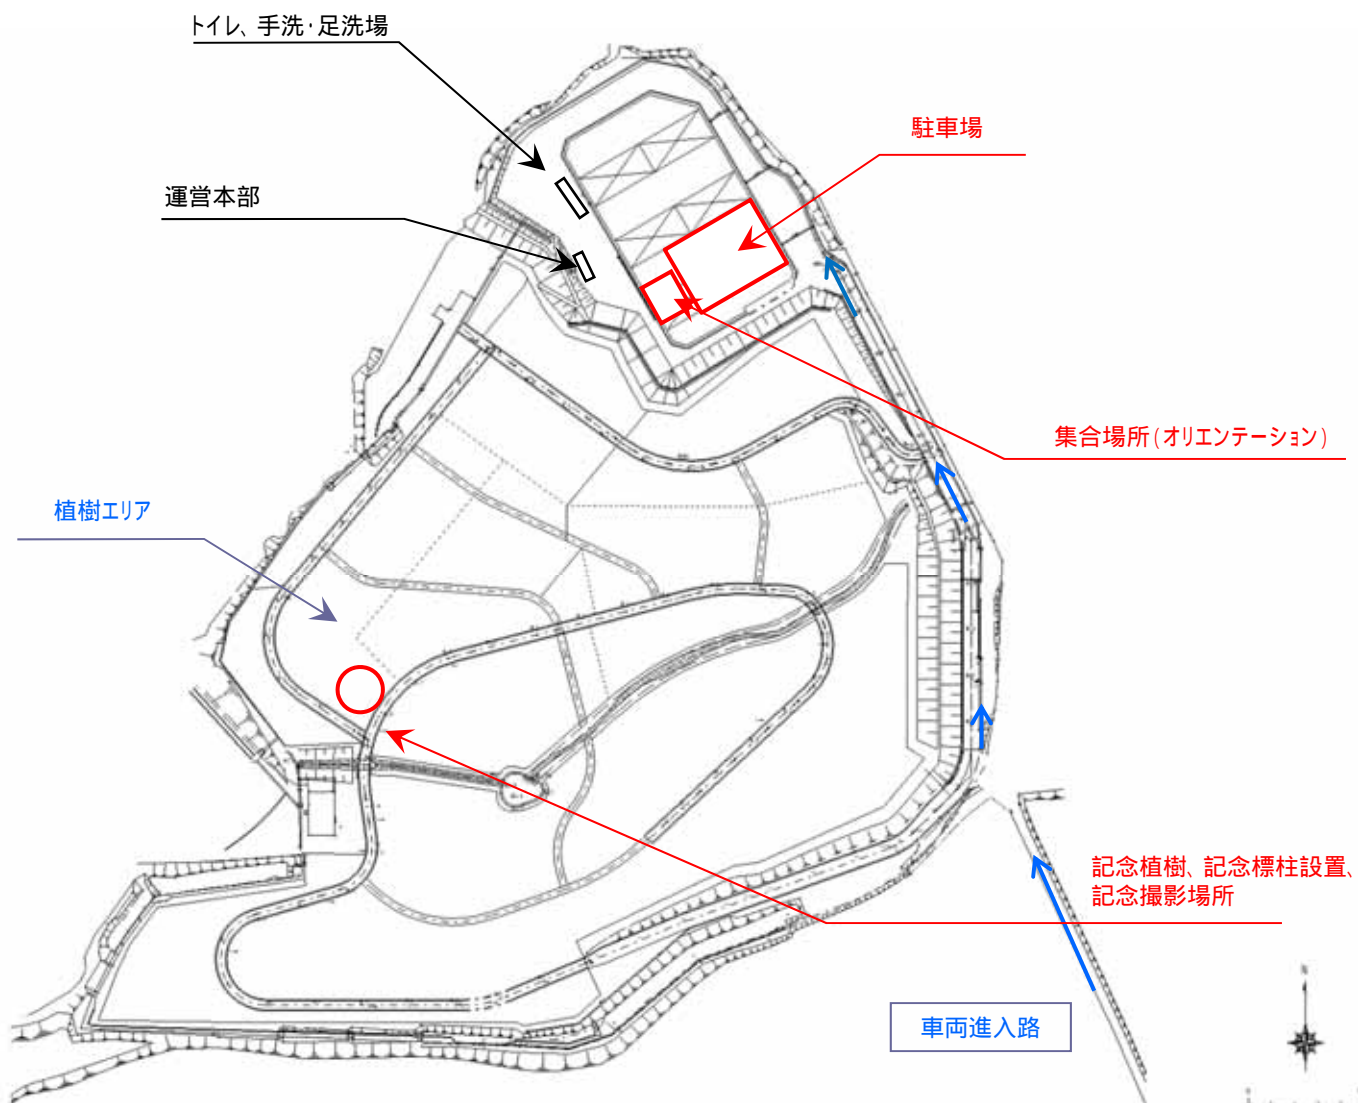 トイレ、手洗・足洗場
駐車場
運営本部
集合場所(オリエンテーション)
植樹エリア
記念植樹、記念標柱設置、
記念撮影場所
車両進入路
N